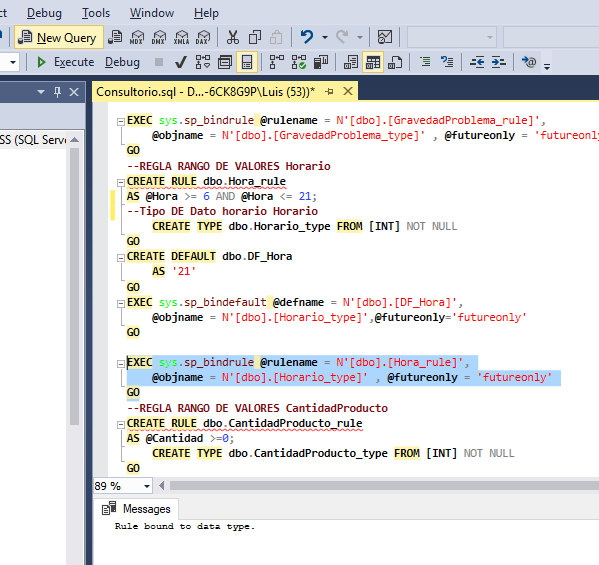 ct Debug Tools Window Help
New Query MDX DMX XMLA DAX
Execute Debug
Consultorio.sql - D...-6CK8G9P\Luis (53))*
SS (SQL Serve
EXEC sys.sp_bindrule @rulename = N'[dbo].[GravedadProblema_rule]',
@objname = N'[dbo].[GravedadProblema_type]' , @futureonly = 'futureonly
GO
--REGLA RANGO DE VALORES Horario
CREATE RULE dbo.Hora_rule
AS @Hora >= 6 AND @Hora <= 21;
--Tipo DE Dato horario Horario
CREATE TYPE dbo.Horario_type FROM [INT] NOT NULL
GO
CREATE DEFAULT dbo.DF_Hora
AS '21'
GO
EXEC sys.sp_bindefault @defname = N'[dbo].[DF_Hora]',
@objname = N'[dbo].[Horario_type]',@futureonly='futureonly'
GO
EXEC sys.sp_bindrule @rulename = N'[dbo].[Hora_rule]',
@objname = N'[dbo].[Horario_type]' , @futureonly = 'futureonly'
GO
--REGLA RANGO DE VALORES CantidadProducto
CREATE RULE dbo.CantidadProducto_rule
AS @Cantidad >=0;
CREATE TYPE dbo.CantidadProducto_type FROM [INT] NOT NULL
GO
89 %
Messages
Rule bound to data type.